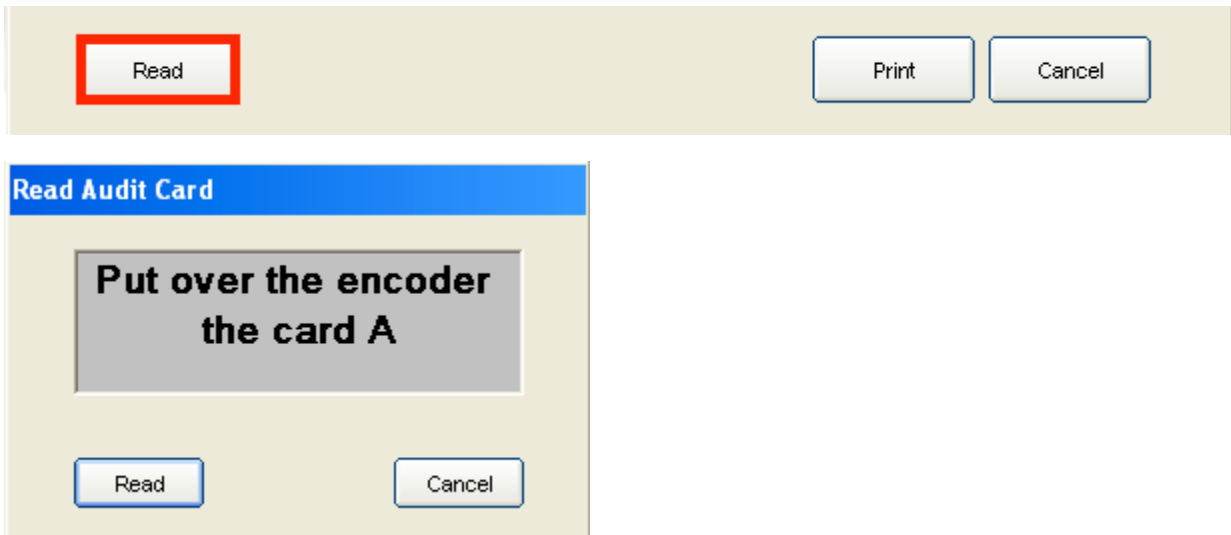 Read Print Cancel
Read Audit Card
Put over the encoder
the card A
Read Cancel